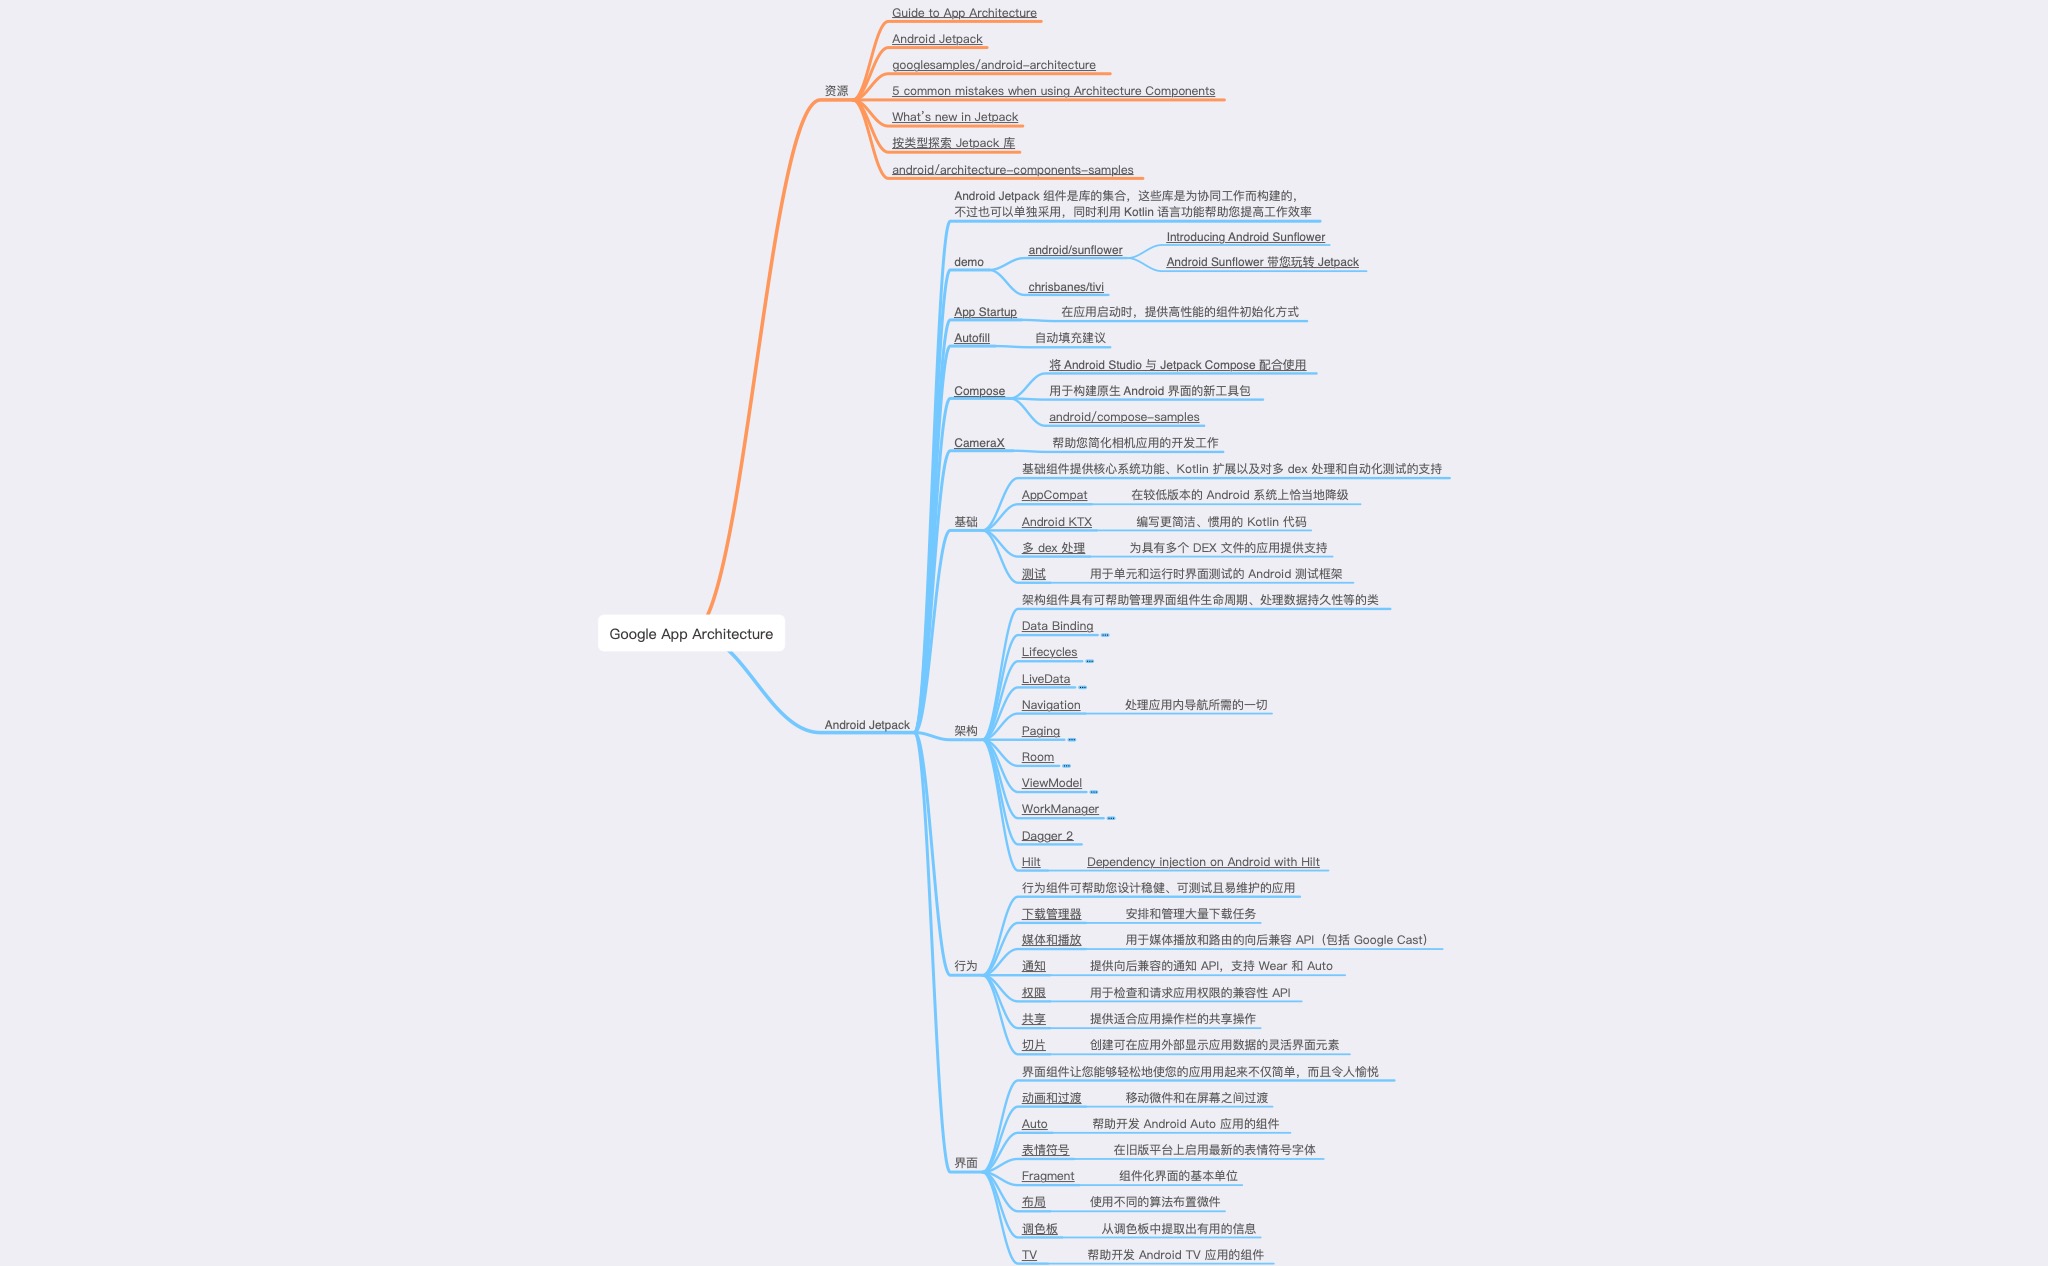 Guide to App Architecture
Android Jetpack
googlesamples/android-architecture
资源
5 common mistakes when using Architecture Components
What's new in Jetpack
按类型探索 Jetpack 库
android/architecture-components-samples
Android Jetpack 组件是库的集合，这些库是为协同工作而构建的，
不过也可以单独采用，同时利用 Kotlin 语言功能帮助您提高工作效率
demo
android/sunflower
Introducing Android Sunflower
Android Sunflower 带您玩转 Jetpack
chrisbanes/tivi
App Startup
在应用启动时，提供高性能的组件初始化方式
Autofill
自动填充建议
Compose
将 Android Studio 与 Jetpack Compose 配合使用
用于构建原生 Android 界面的新工具包
android/compose-samples
CameraX
帮助您简化相机应用的开发工作
基础
基础组件提供核心系统功能、Kotlin 扩展以及对多 dex 处理和自动化测试的支持
AppCompat
在较低版本的 Android 系统上恰当地降级
Android KTX
编写更简洁、惯用的 Kotlin 代码
多 dex 处理
为具有多个 DEX 文件的应用提供支持
测试
用于单元和运行时界面测试的 Android 测试框架
Google App Architecture
Android Jetpack
架构
架构组件具有可帮助管理界面组件生命周期、处理数据持久性等的类
Data Binding
Lifecycles
LiveData
Navigation
处理应用内导航所需的一切
Paging
Room
ViewModel
WorkManager
Dagger 2
Hilt
Dependency injection on Android with Hilt
行为
行为组件可帮助您设计稳健、可测试且易维护的应用
下载管理器
安排和管理大量下载任务
媒体和播放
用于媒体播放和路由的向后兼容 API（包括 Google Cast）
通知
提供向后兼容的通知 API，支持 Wear 和 Auto
权限
用于检查和请求应用权限的兼容性 API
共享
提供适合应用操作栏的共享操作
切片
创建可在应用外部显示应用数据的灵活界面元素
界面
界面组件让您能够轻松地使您的应用用起来不仅简单，而且令人愉悦
动画和过渡
移动微件和在屏幕之间过渡
Auto
帮助开发 Android Auto 应用的组件
表情符号
在旧版平台上启用最新的表情符号字体
Fragment
组件化界面的基本单位
布局
使用不同的算法布置微件
调色板
从调色板中提取出有用的信息
TV
帮助开发 Android TV 应用的组件